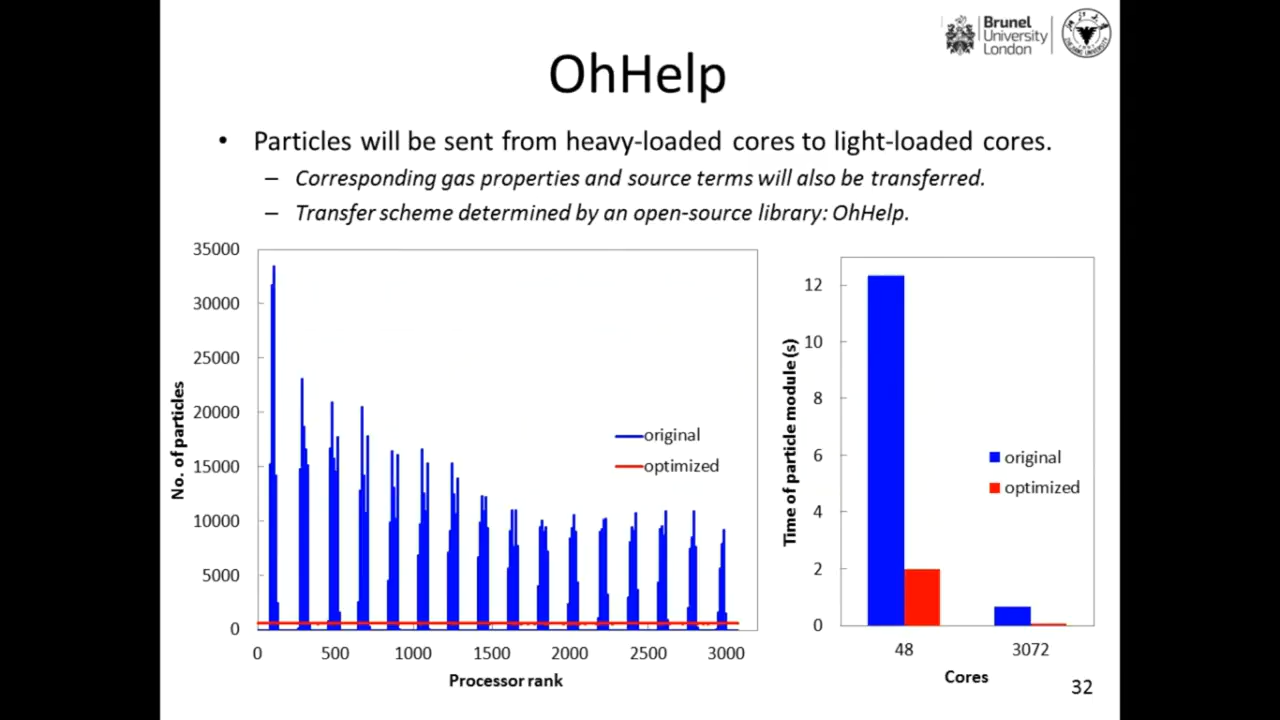 Brunel
University
London
OhHelp
• Particles will be sent from heavy-loaded cores to light-loaded cores.
– Corresponding gas properties and source terms will also be transferred.
– Transfer scheme determined by an open-source library: OhHelp.
35000
30000
25000
20000
15000
10000
5000
0
No. of particles
original
optimized
0 500 1000 1500 2000 2500 3000
Processor rank
12
10
8
6
4
2
0
Time of particle module (s)
original
optimized
48 3072
Cores
32